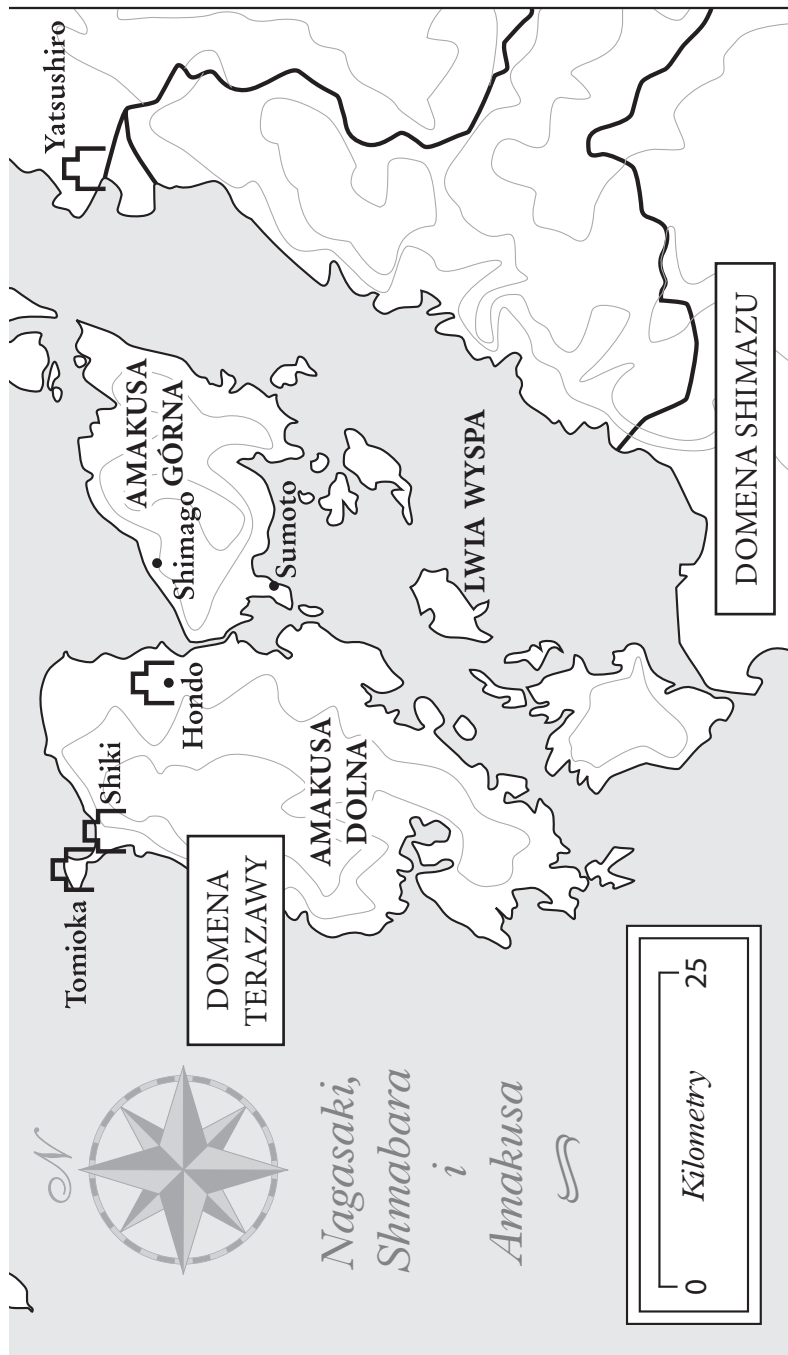 N
Nagasaki,
Shmabara
i
Amakusa
0 Kilometry 25
Tomioka
Shiki
Hondo
DOMENA
TERAZAWY
AMAKUSA
DOLNA
AMAKUSA
GÓRNA
Shimago
Sumoto
LWIA WYSPA
Yatsushiro
DOMENA SHIMAZU